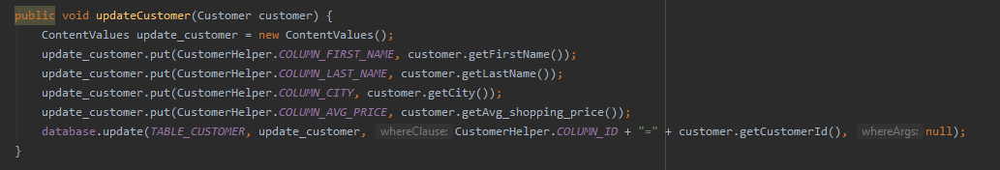 public void updateCustomer(Customer customer) {
ContentValues update_customer = new ContentValues();
update_customer.put(CustomerHelper.COLUMN_FIRST_NAME, customer.getFirstName());
update_customer.put(CustomerHelper.COLUMN_LAST_NAME, customer.getLastName());
update_customer.put(CustomerHelper.COLUMN_CITY, customer.getCity());
update_customer.put(CustomerHelper.COLUMN_AVG_PRICE, customer.getAvg_shopping_price());
database.update(TABLE_CUSTOMER, update_customer, whereClause: CustomerHelper.COLUMN_ID + "=" + customer.getCustomerId(), whereArgs: null);
}